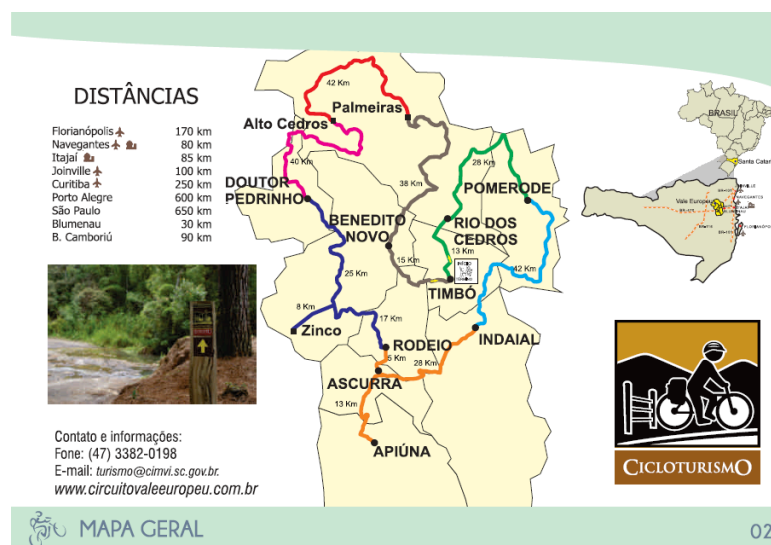 DISTÂNCIAS
Florianópolis 170 km
Navegantes 80 km
Itajaí 85 km
Joinville 100 km
Curitiba 250 km
Porto Alegre 600 km
São Paulo 650 km
Blumenau 30 km
B. Camboriú 90 km
Contato e informações:
Fone: (47) 3382-0198
E-mail: turismo@cimvi.sc.gov.br.
www.circuitovaleeuropeu.com.br
42 Km
Palmeiras
Alto Cedros
40 Km
28 Km
38 Km
DOUTOR
PEDRINHO
POMERODE
BENEDITO
NOVO
RIO DOS
CEDROS
13 Km
15 Km
INÍCIO
42 Km
25 Km
TIMBÓ
8 Km
17 Km
Zinco
RODEIO
INDAIAL
6 Km
28 Km
ASCURRA
13 Km
APIÚNA
BRASIL
Santa Catar
Vale Europeu
CICLOTURISMO
MAPA GERAL
02